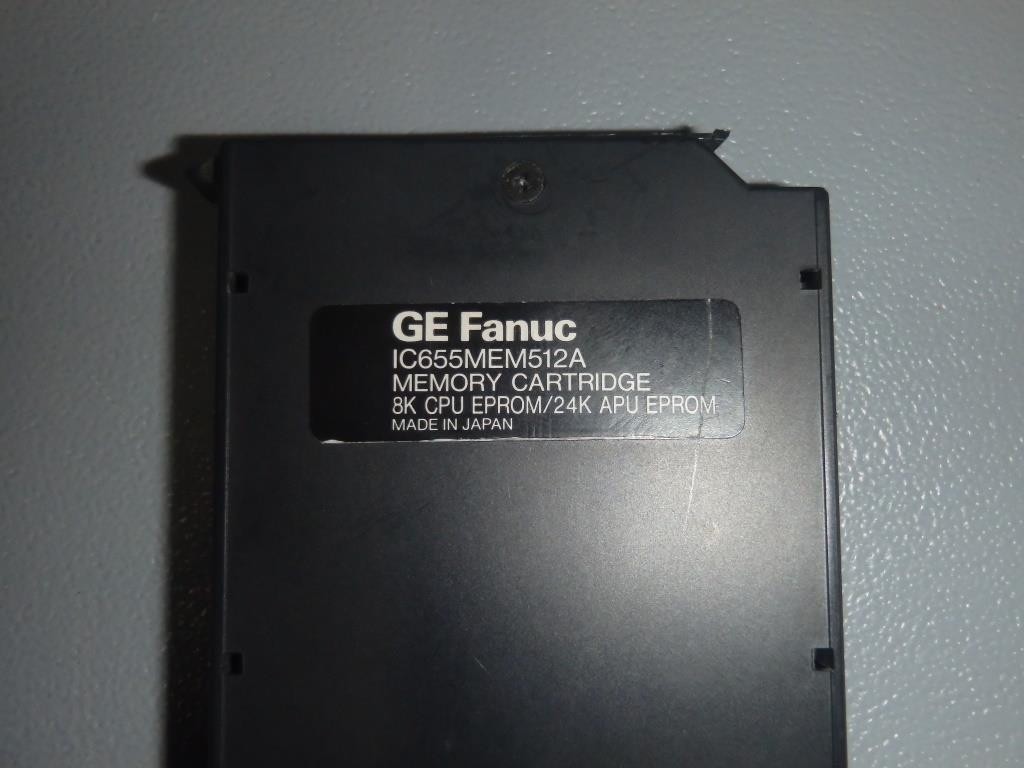 GE Fanuc
IC655MEM512A
MEMORY CARTRIDGE
8K CPU EPROM/24K APU EPROM
MADE IN JAPAN